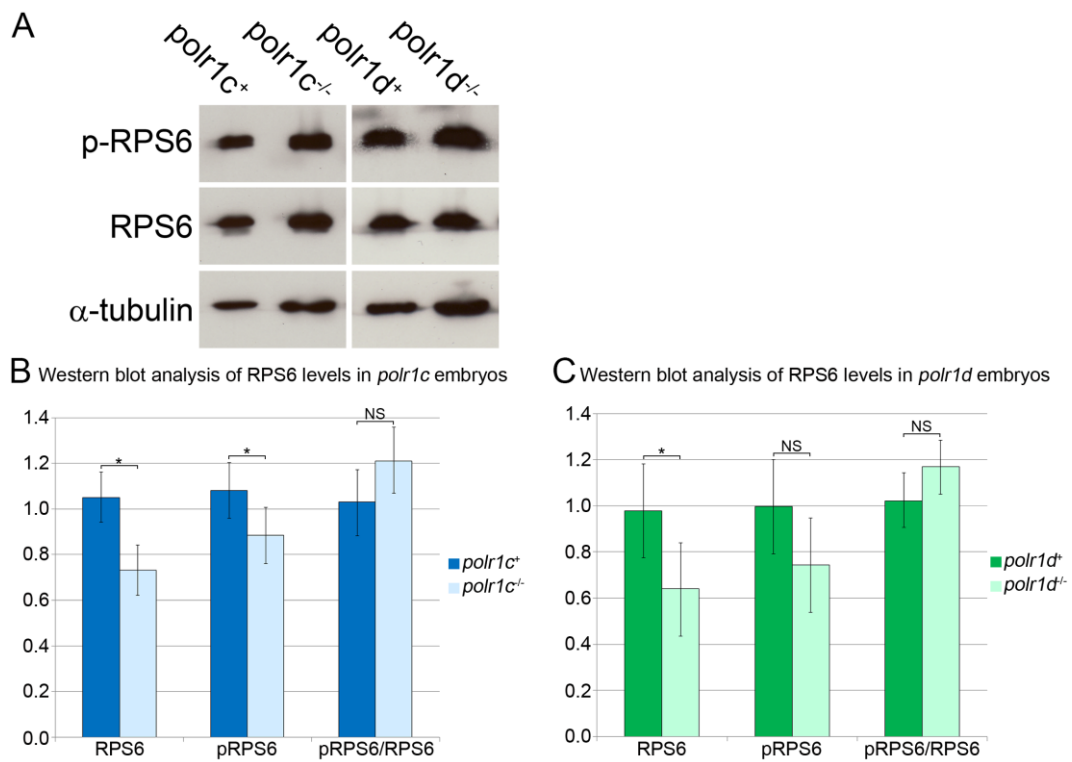 A
polr1c⁺ polr1c⁻/⁻ polr1d⁺ polr1d⁻/⁻
p-RPS6
RPS6
α-tubulin
B Western blot analysis of RPS6 levels in polr1c embryos
1.4
1.2
1.0
0.8
0.6
0.4
0.2
0.0
* * NS
RPS6 pRPS6 pRPS6/RPS6
polr1c⁺
polr1c⁻/⁻
C Western blot analysis of RPS6 levels in polr1d embryos
1.4
1.2
1.0
0.8
0.6
0.4
0.2
0.0
* NS NS
RPS6 pRPS6 pRPS6/RPS6
polr1d⁺
polr1d⁻/⁻